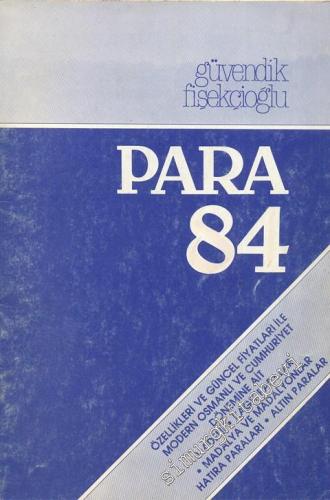 güvendik
fişekçioğlu
PARA
84
ÖZELLİKLERİ VE GÜNCEL FİYATLARI İLE
MODERN OSMANLI VE CUMHURİYET
DÖNEMİNE AİT
• MADALYA VE MADALYONLAR
HATIRA PARALARI • ALTIN PARALAR